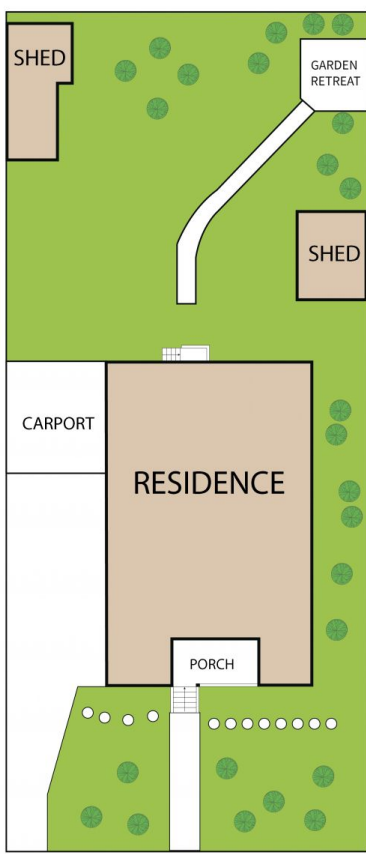 SHED
GARDEN
RETREAT
SHED
CARPORT
RESIDENCE
PORCH